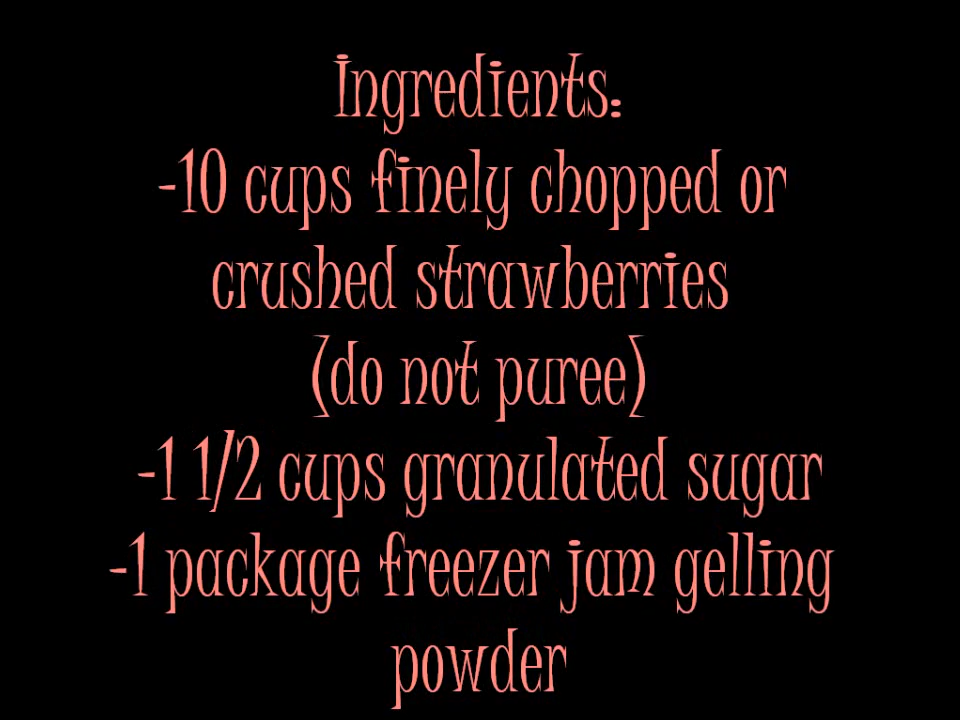 Ingredients:
-10 cups finely chopped or
crushed strawberries
(do not puree)
-1 1/2 cups granulated sugar
-1 package freezer jam gelling
powder